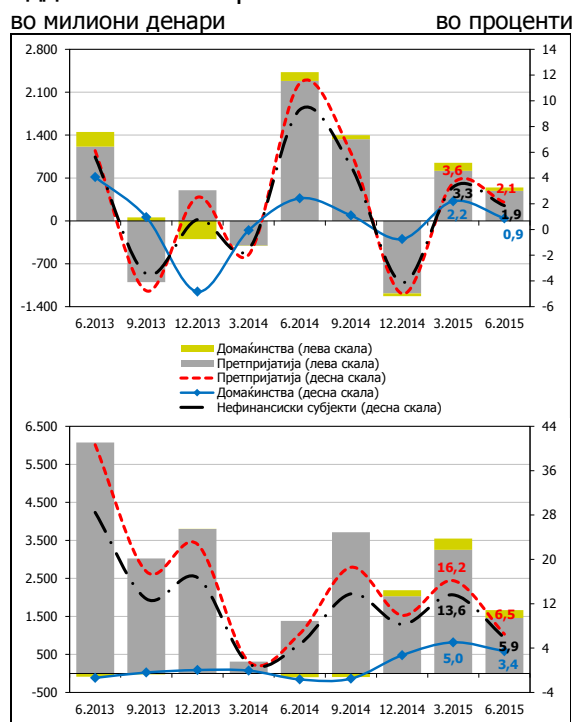 во милиони денари во проценти
2.800 14
12
2.100 10
8
1.400 6
700 3,6 4
3,3 2,1 2
2,2 1,9
0 0,9 0
-2
-700
-4
-1.400 -6
6.2013 9.2013 12.2013 3.2014 6.2014 9.2014 12.2014 3.2015 6.2015
Домаќинства (лева скала)
Претпријатија (лева скала)
Претпријатија (десна скала)
Домаќинства (десна скала)
Нефинансиски субјекти (десна скала)
6.500 44
5.500 36
4.500 28
3.500 20
2.500 16,2 12
1.500 13,6 6,5
500 5,0 5,9 4
3,4
-500 -4
6.2013 9.2013 12.2013 3.2014 6.2014 9.2014 12.2014 3.2015 6.2015